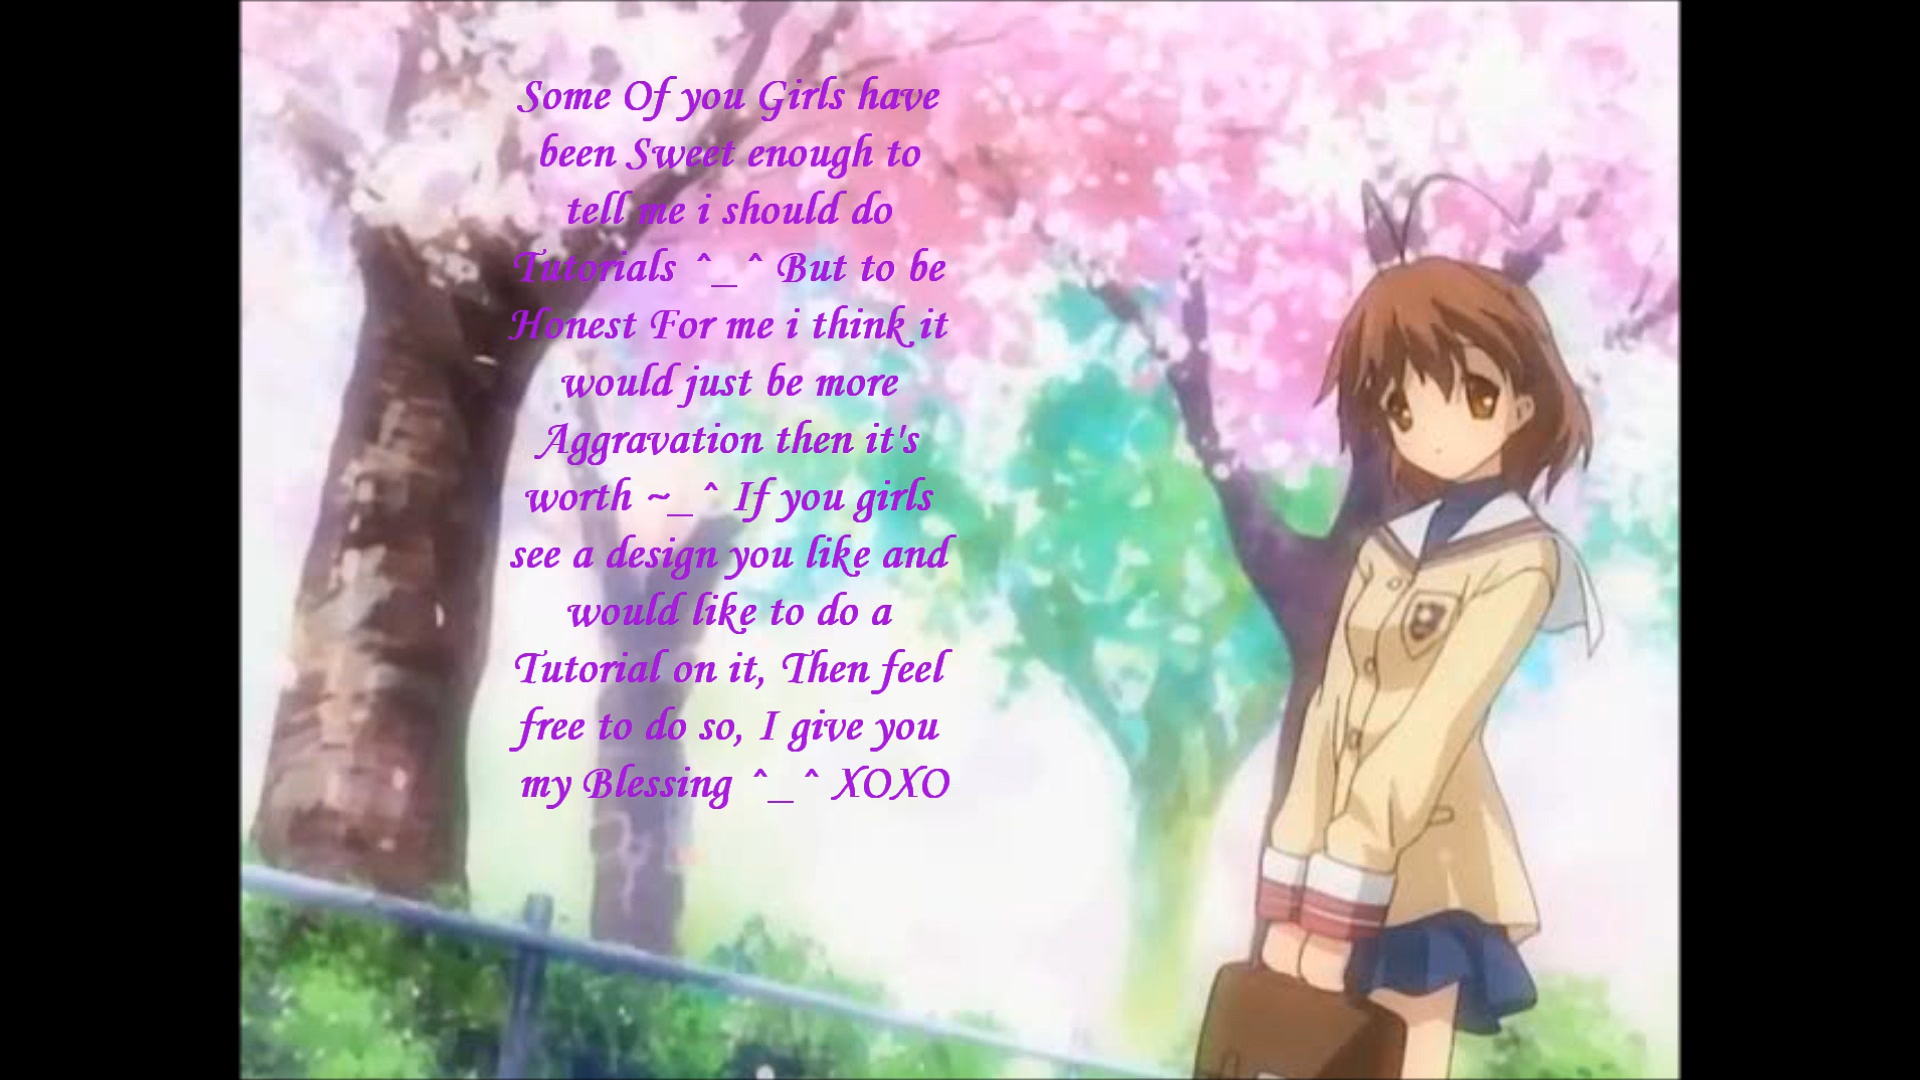 Some Of you Girls have
been Sweet enough to
tell me i should do
Tutorials ^_^ But to be
Honest For me i think it
would just be more
Aggravation then it's
worth ~_^ If you girls
see a design you like and
would like to do a
Tutorial on it, Then feel
free to do so, I give you
my Blessing ^_^ XOXO